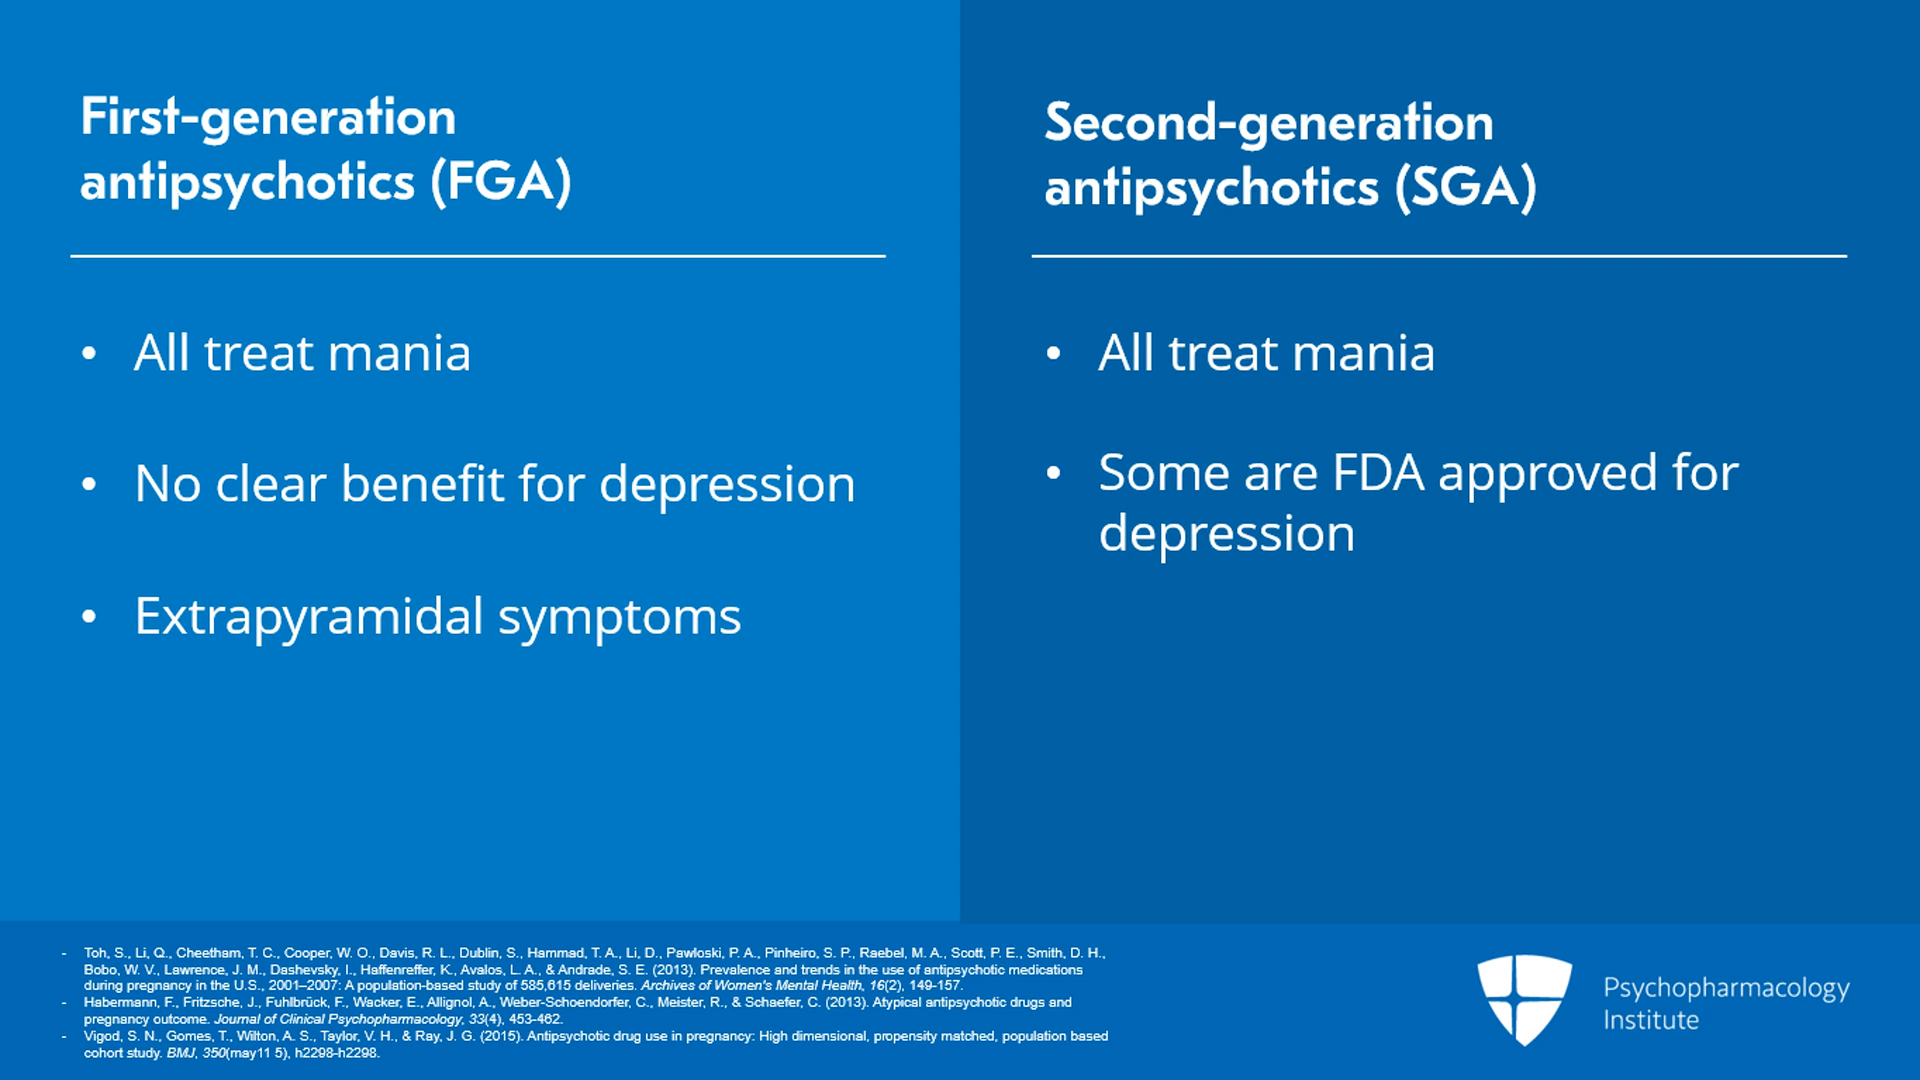 First-generation
antipsychotics (FGA)
• All treat mania
• No clear benefit for depression
• Extrapyramidal symptoms
Second-generation
antipsychotics (SGA)
• All treat mania
• Some are FDA approved for
depression
- Toh, S., Li, Q., Cheetham, T. C., Cooper, W. O., Davis, R. L., Dublin, S., Hammad, T. A., Li, D., Pawloski, P. A., Pinheiro, S. P., Raebel, M. A., Scott, P. E., Smith, D. H.,
Bobo, W. V., Lawrence, J. M., Dashevsky, I., Haffenreffer, K., Avalos, L. A., & Andrade, S. E. (2013). Prevalence and trends in the use of antipsychotic medications
during pregnancy in the U.S., 2001–2007: A population-based study of 585,615 deliveries. Archives of Women's Mental Health, 16(2), 149-157.
- Habermann, F., Fritzsche, J., Fuhlbrück, F., Wacker, E., Allignol, A., Weber-Schoendorfer, C., Meister, R., & Schaefer, C. (2013). Atypical antipsychotic drugs and
pregnancy outcome. Journal of Clinical Psychopharmacology, 33(4), 453-462.
- Vigod, S. N., Gomes, T., Wilton, A. S., Taylor, V. H., & Ray, J. G. (2015). Antipsychotic drug use in pregnancy: High dimensional, propensity matched, population based
cohort study. BMJ, 350(may11 5), h2298-h2298.
Psychopharmacology
Institute